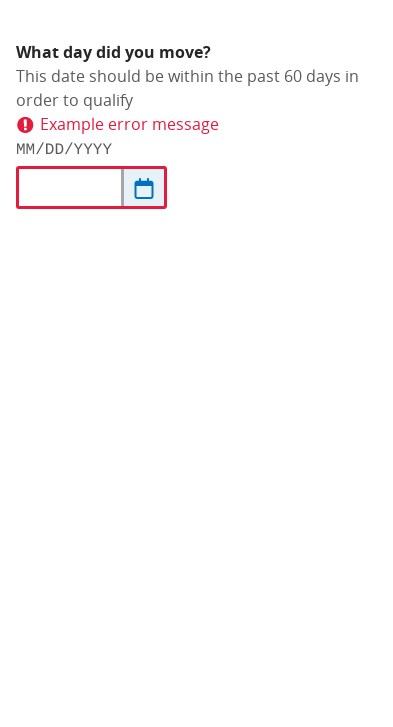 What day did you move?
This date should be within the past 60 days in
order to qualify
Example error message
MM/DD/YYYY